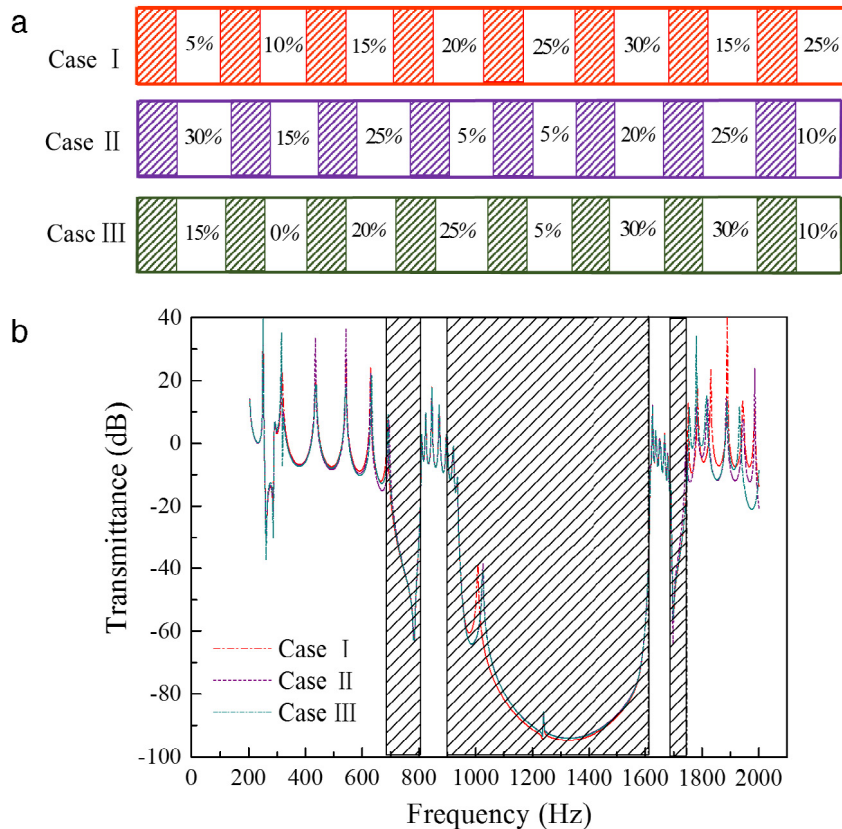 a
5% 10% 15% 20% 25% 30% 15% 25%
Case Ⅰ
30% 15% 25% 5% 5% 20% 25% 10%
Case Ⅱ
15% 0% 20% 25% 5% 30% 30% 10%
Casc Ⅲ
b
40
20
0
-20
-40
-60
-80
-100
Transmittance (dB)
Case Ⅰ
Case Ⅱ
Case Ⅲ
0 200 400 600 800 1000 1200 1400 1600 1800 2000
Frequency (Hz)